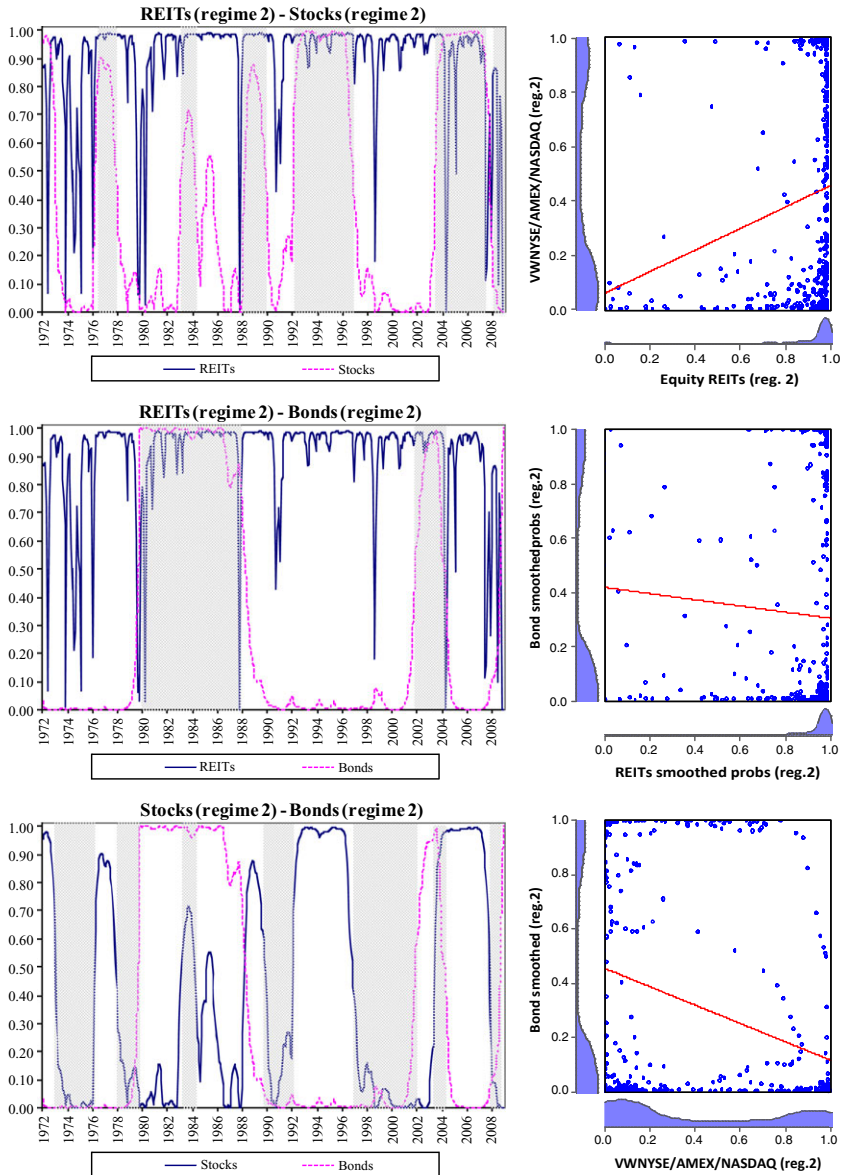 REITs (regime 2) - Stocks (regime 2)
1.00
0.90
0.80
0.70
0.60
0.50
0.40
0.30
0.20
0.10
0.00
1972 1974 1976 1978 1980 1982 1984 1986 1988 1990 1992 1994 1996 1998 2000 2002 2004 2006 2008
REITs Stocks
VWNYSE/AMEX/NASDAQ (reg.2)
1.0
0.8
0.6
0.4
0.2
0.0
0.0 0.2 0.4 0.6 0.8 1.0
Equity REITs (reg. 2)
REITs (regime 2) - Bonds (regime 2)
1.00
0.90
0.80
0.70
0.60
0.50
0.40
0.30
0.20
0.10
0.00
1972 1974 1976 1978 1980 1982 1984 1986 1988 1990 1992 1994 1996 1998 2000 2002 2004 2006 2008
REITs Bonds
Bond smoothed probs (reg.2)
1.0
0.8
0.6
0.4
0.2
0.0
0.0 0.2 0.4 0.6 0.8 1.0
REITs smoothed probs (reg.2)
Stocks (regime 2) - Bonds (regime 2)
1.00
0.90
0.80
0.70
0.60
0.50
0.40
0.30
0.20
0.10
0.00
1972 1974 1976 1978 1980 1982 1984 1986 1988 1990 1992 1994 1996 1998 2000 2002 2004 2006 2008
Stocks Bonds
Bond smoothed (reg.2)
1.0
0.8
0.6
0.4
0.2
0.0
0.0 0.2 0.4 0.6 0.8 1.0
VWNYSE/AMEX/NASDAQ (reg.2)